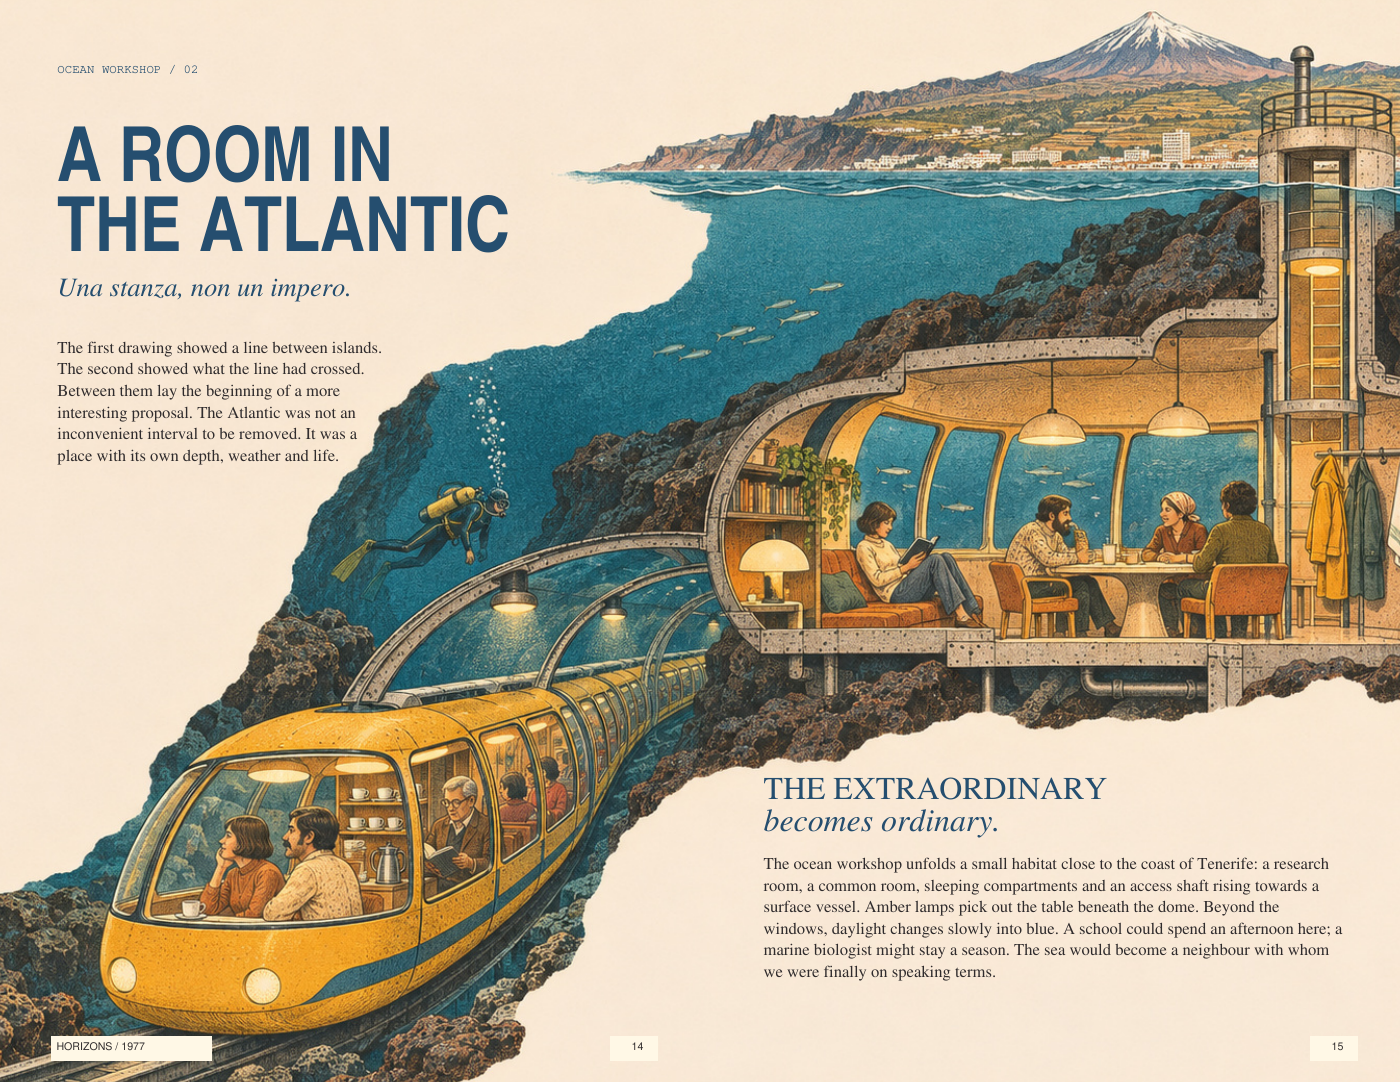 OCEAN WORKSHOP / 02
A ROOM IN
THE ATLANTIC
Una stanza, non un impero.
The first drawing showed a line between islands.
The second showed what the line had crossed.
Between them lay the beginning of a more
interesting proposal. The Atlantic was not an
inconvenient interval to be removed. It was a
place with its own depth, weather and life.
THE EXTRAORDINARY
becomes ordinary.
The ocean workshop unfolds a small habitat close to the coast of Tenerife: a research
room, a common room, sleeping compartments and an access shaft rising towards a
surface vessel. Amber lamps pick out the table beneath the dome. Beyond the
windows, daylight changes slowly into blue. A school could spend an afternoon here; a
marine biologist might stay a season. The sea would become a neighbour with whom
we were finally on speaking terms.
HORIZONS / 1977
14
15